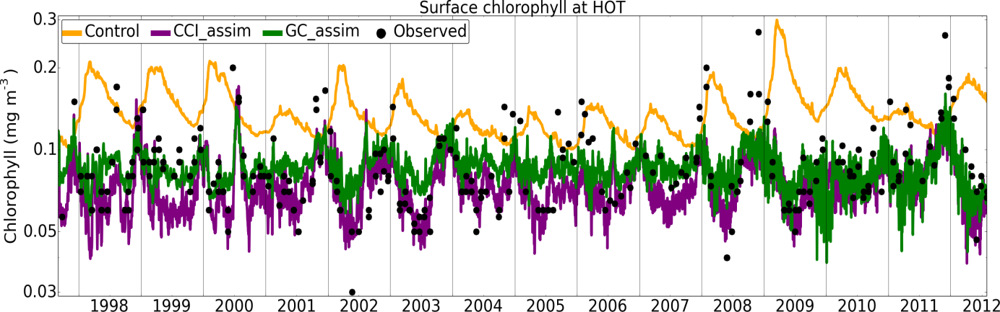 Surface chlorophyll at HOT
Control CCI_assim GC_assim Observed
Chlorophyll (mg m⁻³)
0.3
0.2
0.1
0.05
0.03
1998 1999 2000 2001 2002 2003 2004 2005 2006 2007 2008 2009 2010 2011 2012